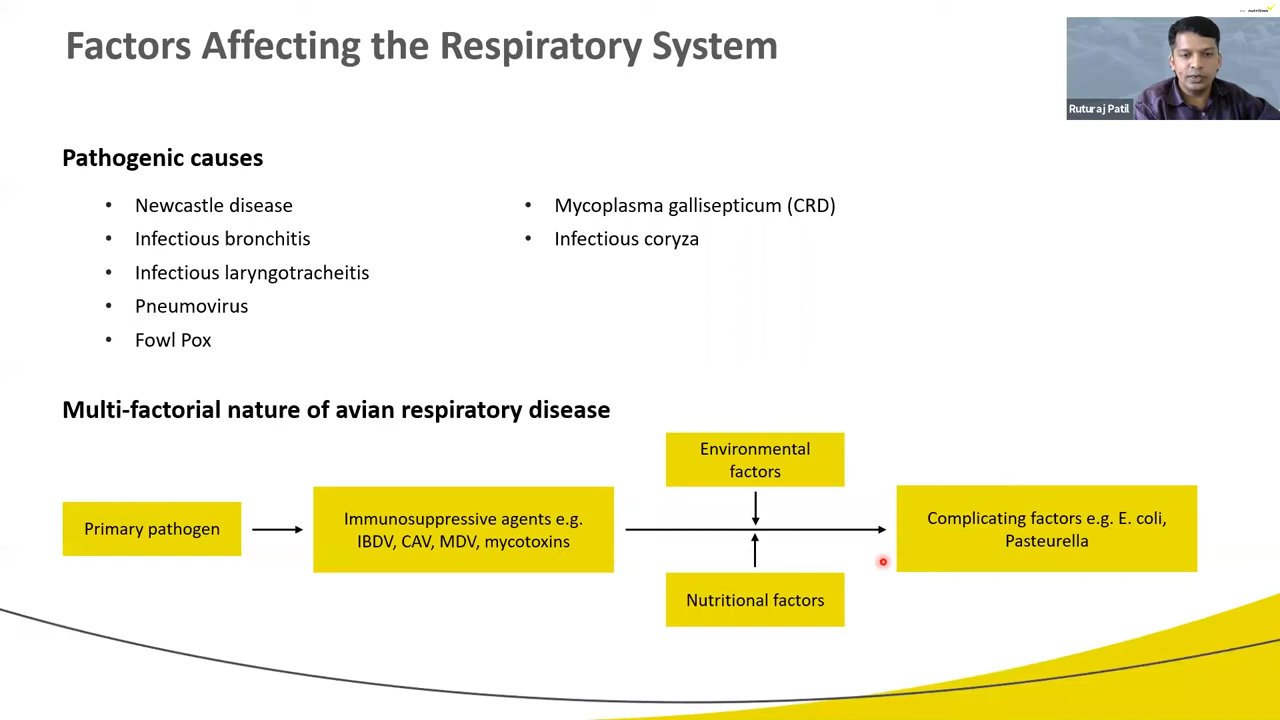 Factors Affecting the Respiratory System
nutrition
Ruturaj Patil
Pathogenic causes
• Newcastle disease
• Infectious bronchitis
• Infectious laryngotracheitis
• Pneumovirus
• Fowl Pox
• Mycoplasma gallisepticum (CRD)
• Infectious coryza
Multi-factorial nature of avian respiratory disease
Primary pathogen
Immunosuppressive agents e.g.
IBDV, CAV, MDV, mycotoxins
Environmental
factors
Nutritional factors
Complicating factors e.g. E. coli,
Pasteurella